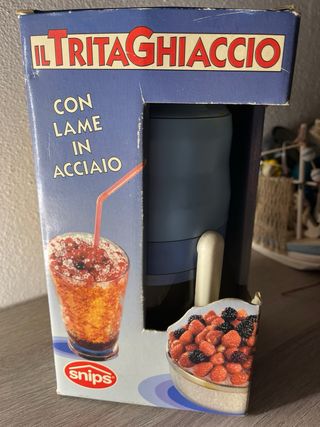 IL TRITAGHIACCIO
CON
LAME
IN
ACCIAIO
snips®